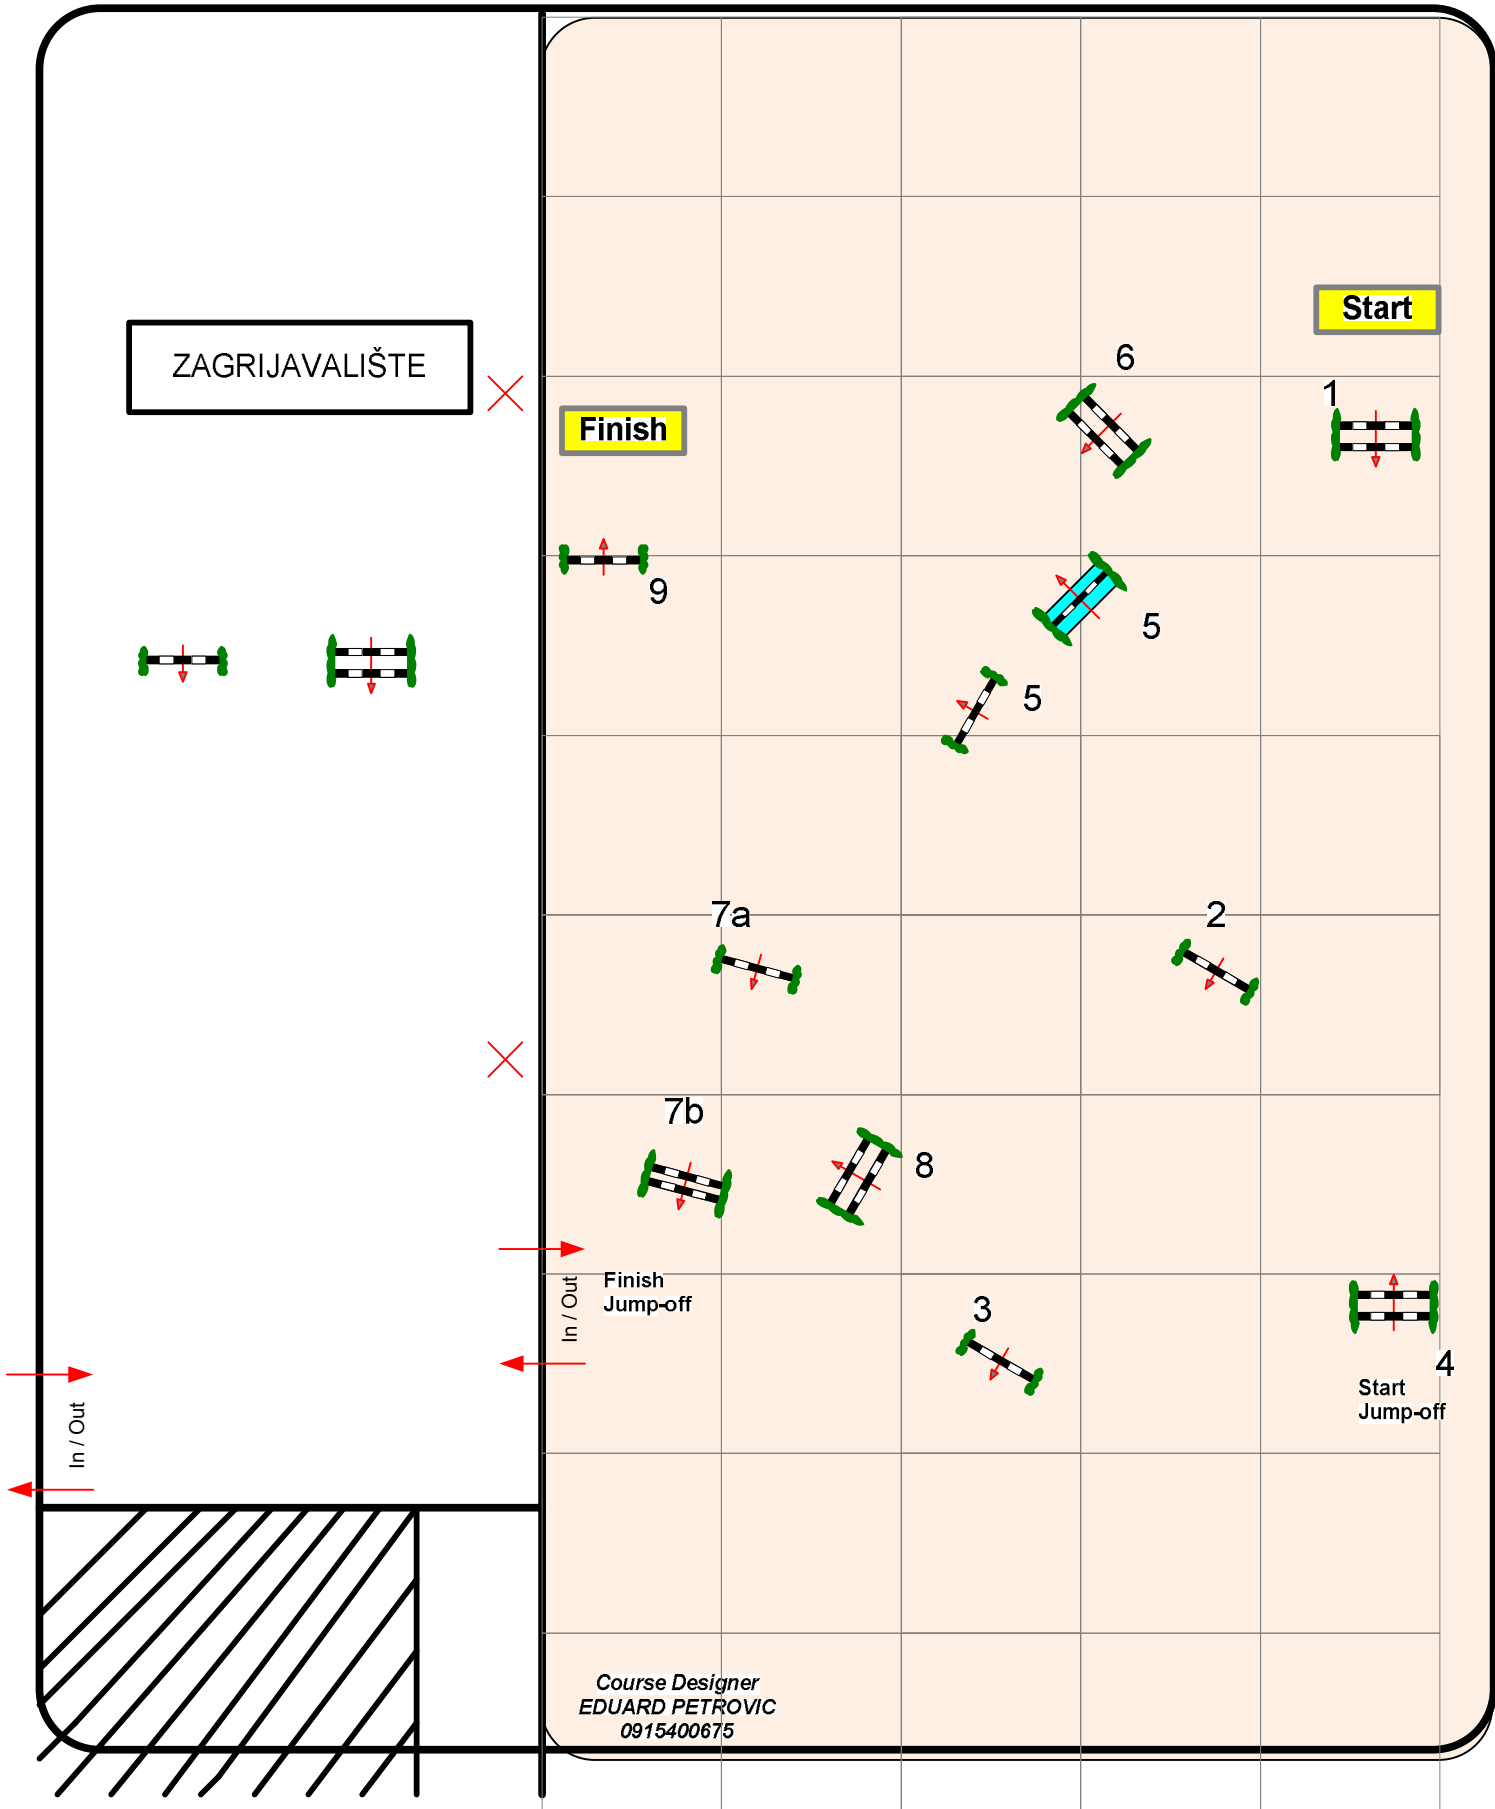 Start
ZAGRIJAVALIŠTE
6
1
Finish
9
5
5
7a
2
7b
8
In / Out
Finish
Jump-off
3
4
Start
Jump-off
In / Out
Course Designer
EDUARD PETROVIC
0915400675